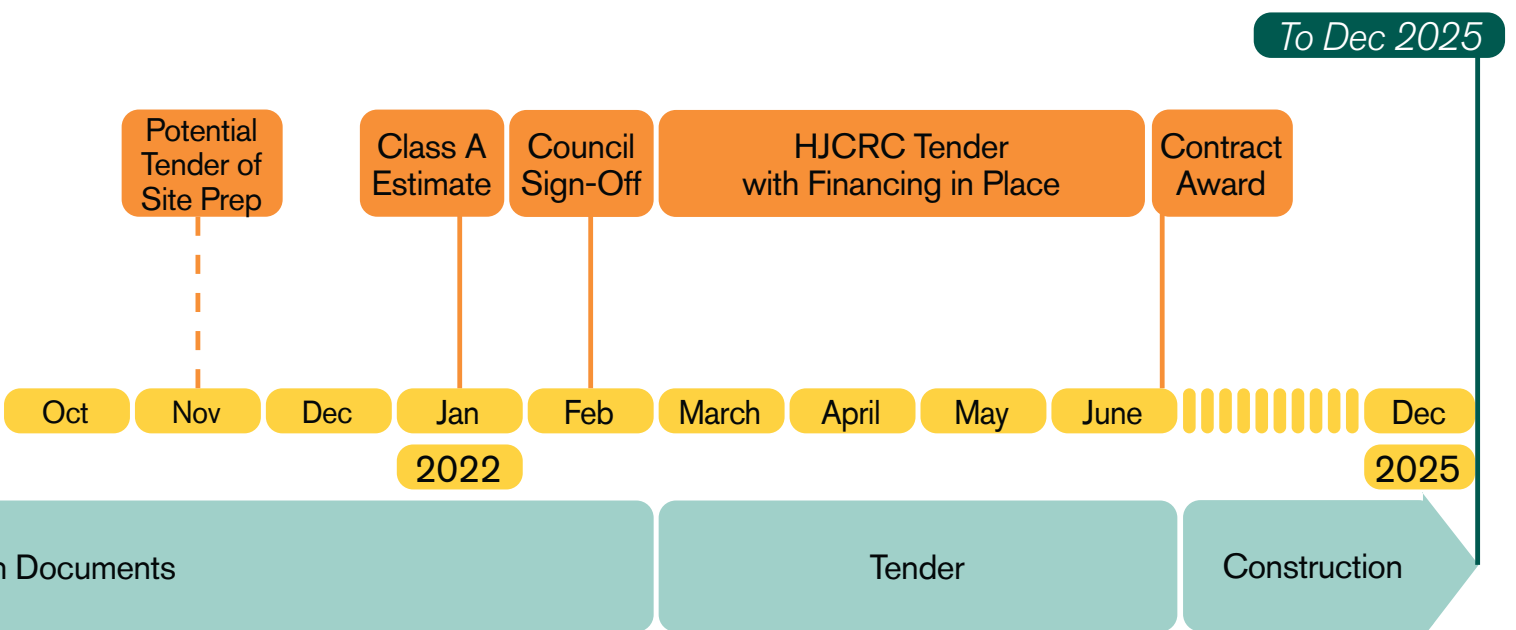 To Dec 2025
Potential
Tender of
Site Prep
Class A
Estimate
Council
Sign-Off
HJCRC Tender
with Financing in Place
Contract
Award
Oct
Nov
Dec
Jan
Feb
March
April
May
June
Dec
2022
2025
n Documents
Tender
Construction